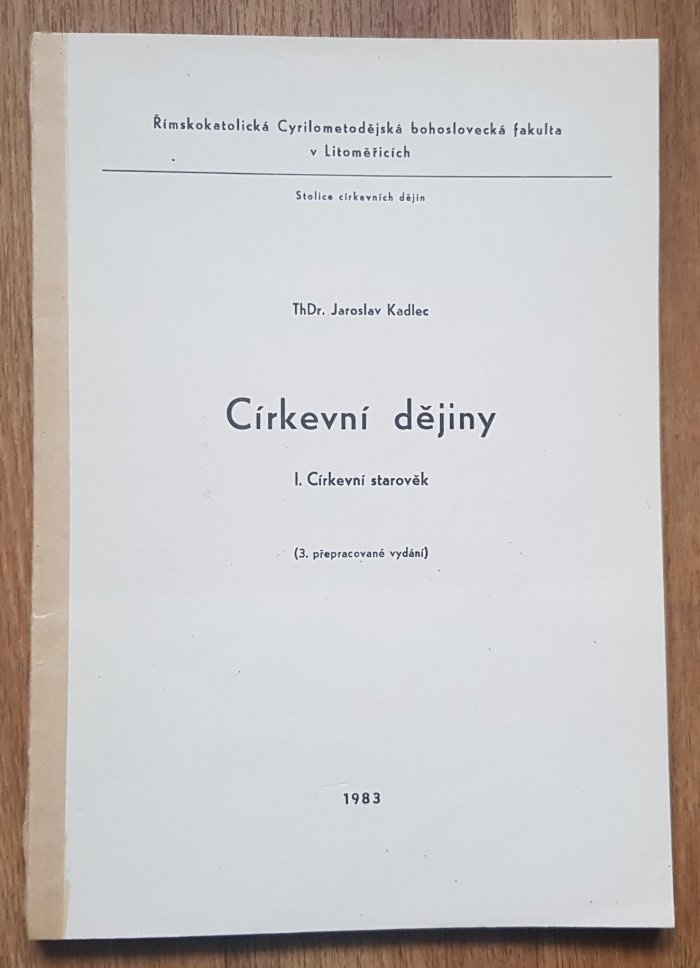 Římskokatolická Cyrilometodějská bohoslovecká fakulta
v Litoměřicích
Stolice církevních dějin
ThDr. Jaroslav Kadlec
Církevní dějiny
I. Církevní starověk
(3. přepracované vydání)
1983